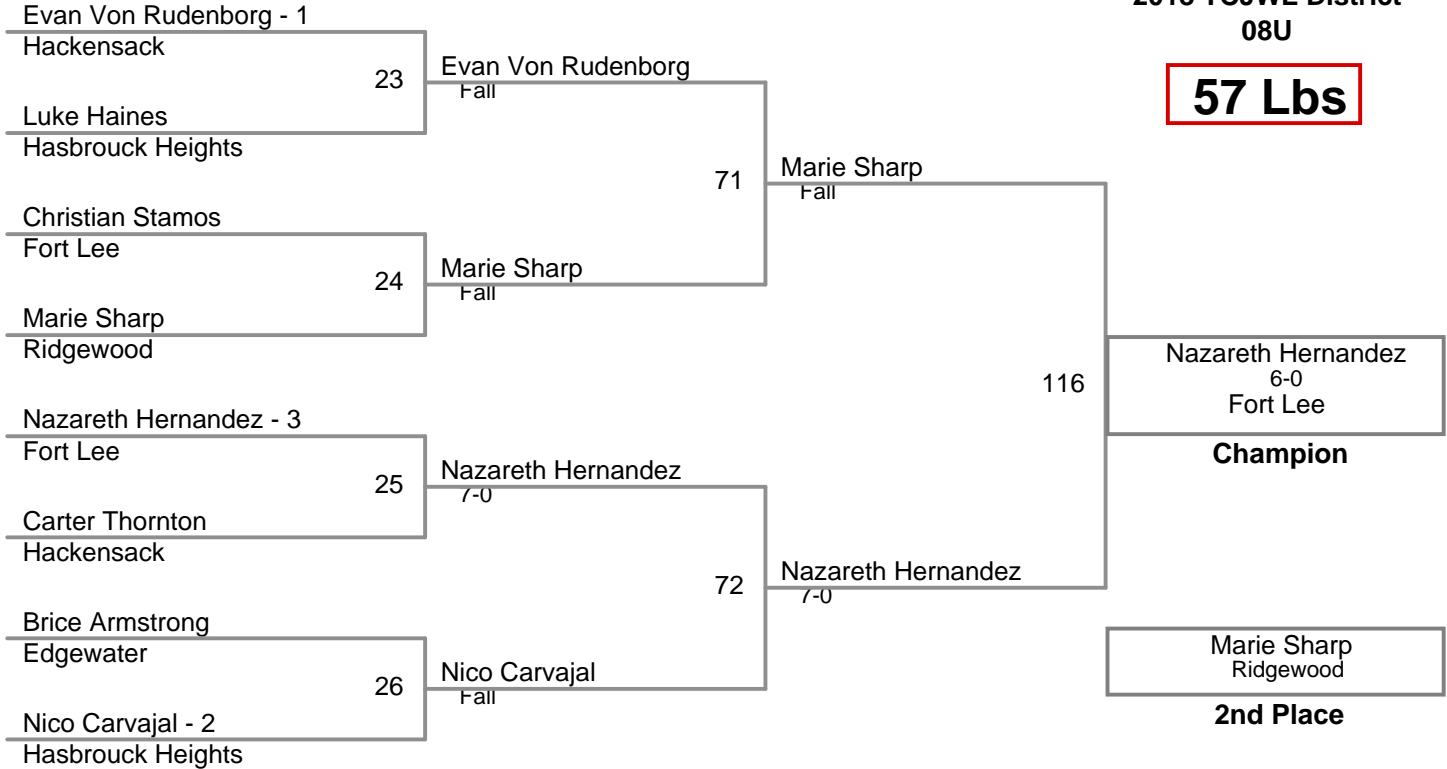 Evan Von Rudenborg - 1
Hackensack
23
Luke Haines
Hasbrouck Heights
Christian Stamos
Fort Lee
24
Marie Sharp
Ridgewood
Nazareth Hernandez - 3
Fort Lee
25
Carter Thornton
Hackensack
Brice Armstrong
Edgewater
26
Nico Carvajal - 2
Hasbrouck Heights
Evan Von Rudenborg
Fall
71
Marie Sharp
Fall
Nazareth Hernandez
7-0
72
Nico Carvajal
Fall
Marie Sharp
Fall
116
Nazareth Hernandez
7-0
District
08U
57 Lbs
Nazareth Hernandez
6-0
Fort Lee
Champion
Marie Sharp
Ridgewood
2nd Place